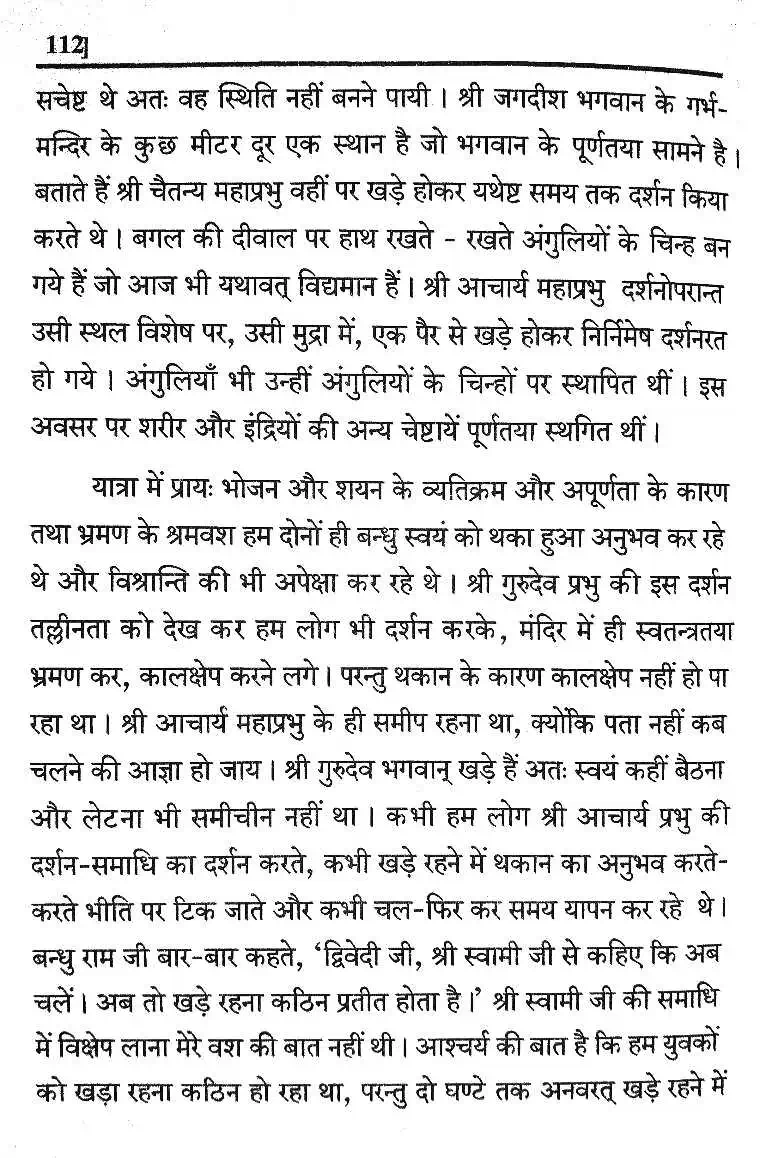 112]
सचेष्ट थे अतः वह स्थिति नहीं बनने पायी । श्री जगदीश भगवान के गर्भ-
मन्दिर के कुछ मीटर दूर एक स्थान है जो भगवान के पूर्णतया सामने है ।
बताते हैं श्री चैतन्य महाप्रभु वहीं पर खड़े होकर यथेष्ट समय तक दर्शन किया
करते थे । बगल की दीवाल पर हाथ रखते - रखते अंगुलियों के चिन्ह बन
गये हैं जो आज भी यथावत् विद्यमान हैं । श्री आचार्य महाप्रभु दर्शनोपरान्त
उसी स्थल विशेष पर, उसी मुद्रा में, एक पैर से खड़े होकर निर्निमेष दर्शनरत
हो गये । अंगुलियाँ भी उन्हीं अंगुलियों के चिन्हों पर स्थापित थीं । इस
अवसर पर शरीर और इंद्रियों की अन्य चेष्टायें पूर्णतया स्थगित थीं ।
यात्रा में प्रायः भोजन और शयन के व्यतिक्रम और अपूर्णता के कारण
तथा भ्रमण के श्रमवश हम दोनों ही बन्धु स्वयं को थका हुआ अनुभव कर रहे
थे और विश्रान्ति की भी अपेक्षा कर रहे थे । श्री गुरुदेव प्रभु की इस दर्शन
तल्लीनता को देख कर हम लोग भी दर्शन करके, मंदिर में ही स्वतन्त्रतया
भ्रमण कर, कालक्षेप करने लगे । परन्तु थकान के कारण कालक्षेप नहीं हो पा
रहा था । श्री आचार्य महाप्रभु के ही समीप रहना था, क्योंकि पता नहीं कब
चलने की आज्ञा हो जाय । श्री गुरुदेव भगवान् खड़े हैं अतः स्वयं कहीं बैठना
और लेटना भी समीचीन नहीं था । कभी हम लोग श्री आचार्य प्रभु की
दर्शन-समाधि का दर्शन करते, कभी खड़े रहने में थकान का अनुभव करते-
करते भीति पर टिक जाते और कभी चल-फिर कर समय यापन कर रहे थे ।
बन्धु राम जी बार-बार कहते, ‘द्विवेदी जी, श्री स्वामी जी से कहिए कि अब
चलें । अब तो खड़े रहना कठिन प्रतीत होता है ।’ श्री स्वामी जी की समाधि
में विक्षेप लाना मेरे वश की बात नहीं थी । आश्चर्य की बात है कि हम युवकों
को खड़ा रहना कठिन हो रहा था, परन्तु दो घण्टे तक अनवरत् खड़े रहने में